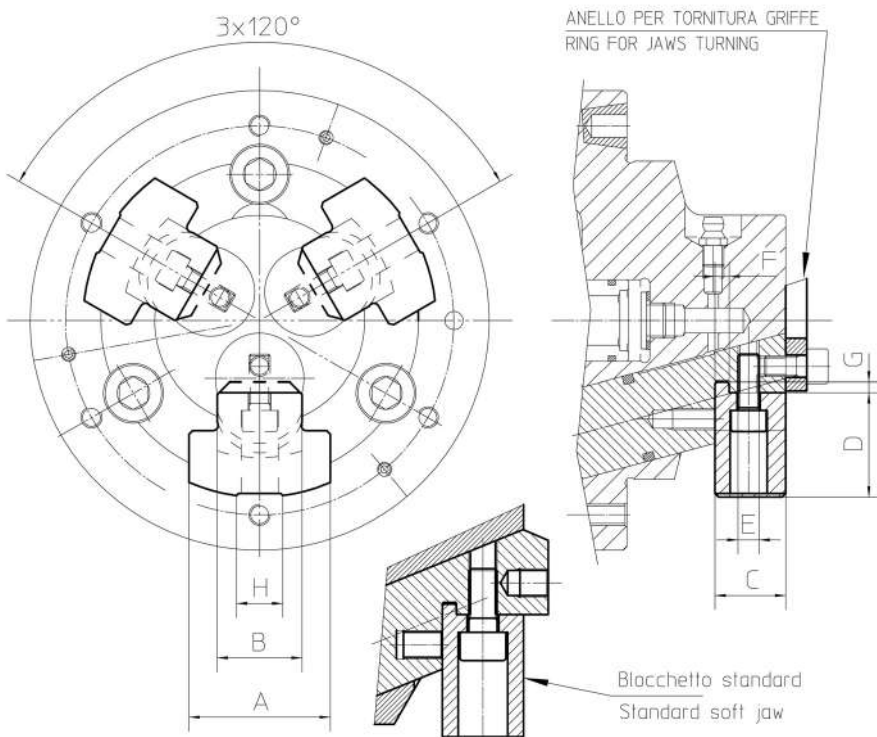 3x120°
ANELLO PER TORNITURA GRIFFE
RING FOR JAWS TURNING
F
G
D
E
C
H
B
A
Blocchetto standard
Standard soft jaw